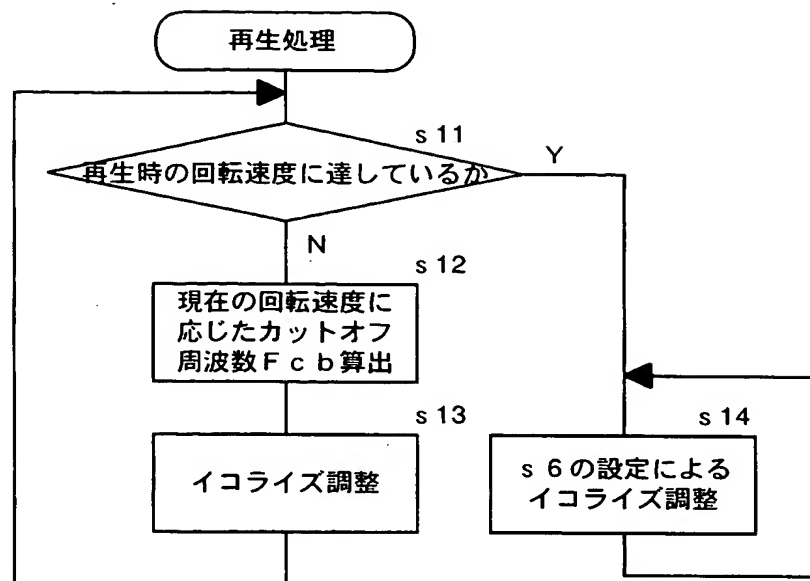 再生処理
s 11
再生時の回転速度に達しているか
Y
N
s 12
現在の回転速度に
応じたカットオフ
周波数Ｆｃｂ算出
s 13
イコライズ調整
s 14
s 6の設定による
イコライズ調整